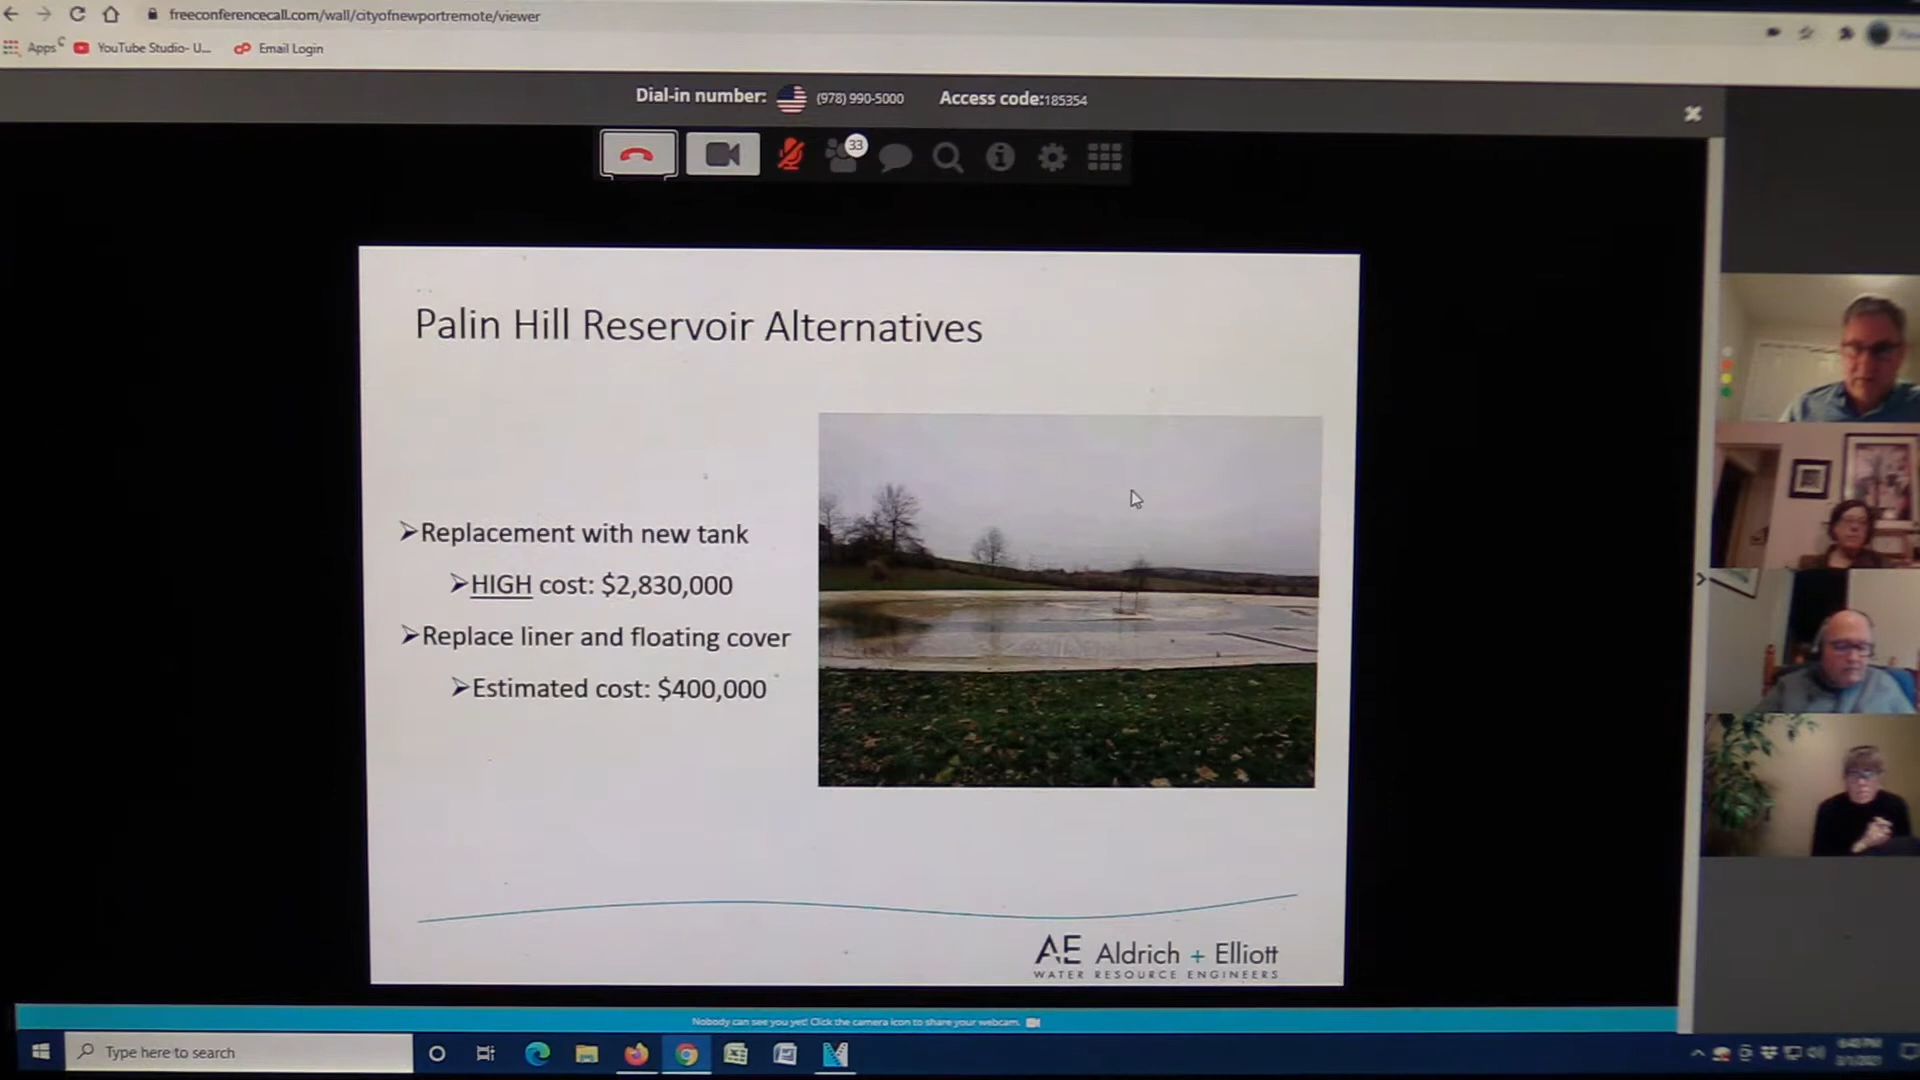 freeconferencecall.com/wall/cityofnewportremote/viewer
Apps YouTube Studio- U... Email Login
Dial-in number: (978) 990-5000 Access code:185354
33
Palin Hill Reservoir Alternatives
➢Replacement with new tank
➢HIGH cost: $2,830,000
➢Replace liner and floating cover
➢Estimated cost: $400,000
AE Aldrich + Elliott
WATER RESOURCE ENGINEERS
Nobody can see you yet! Click the camera icon to share your webcam.
Type here to search